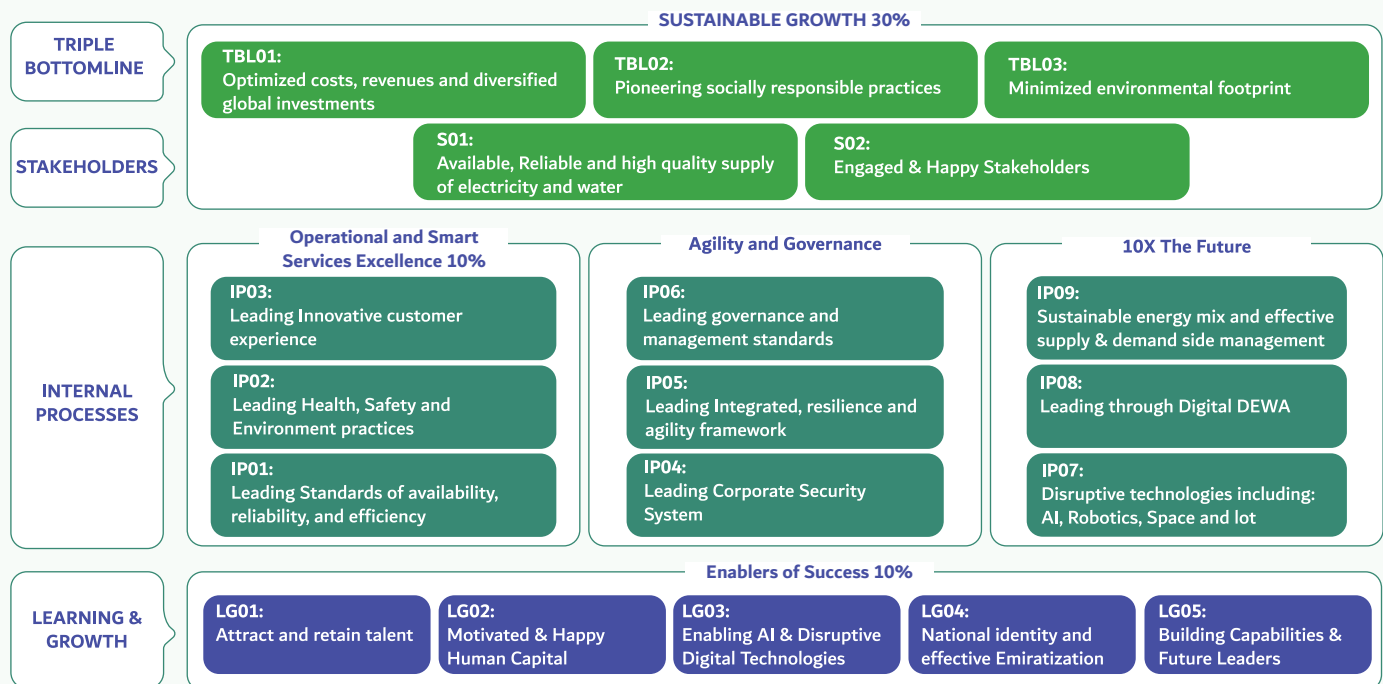 SUSTAINABLE GROWTH 30%
TRIPLE
BOTTOMLINE
TBL01:
Optimized costs, revenues and diversified
global investments
TBL02:
Pioneering socially responsible practices
TBL03:
Minimized environmental footprint
STAKEHOLDERS
S01:
Available, Reliable and high quality supply
of electricity and water
S02:
Engaged & Happy Stakeholders
INTERNAL
PROCESSES
Operational and Smart
Services Excellence 10%
IP03:
Leading Innovative customer
experience
IP02:
Leading Health, Safety and
Environment practices
IP01:
Leading Standards of availability,
reliability, and efficiency
Agility and Governance
IP06:
Leading governance and
management standards
IP05:
Leading Integrated, resilience and
agility framework
IP04:
Leading Corporate Security
System
10X The Future
IP09:
Sustainable energy mix and effective
supply & demand side management
IP08:
Leading through Digital DEWA
IP07:
Disruptive technologies including:
AI, Robotics, Space and lot
LEARNING &
GROWTH
Enablers of Success 10%
LG01:
Attract and retain talent
LG02:
Motivated & Happy
Human Capital
LG03:
Enabling AI & Disruptive
Digital Technologies
LG04:
National identity and
effective Emiratization
LG05:
Building Capabilities &
Future Leaders